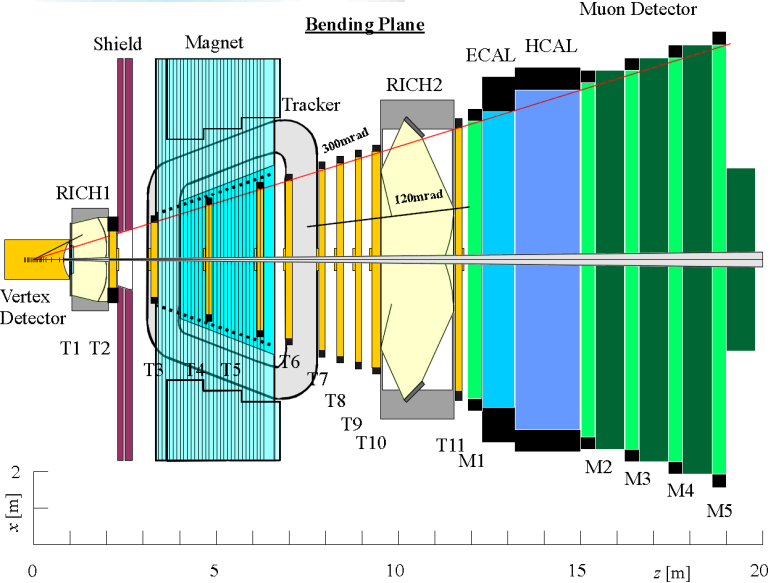 Muon Detector
Bending Plane
Shield
Magnet
ECAL
HCAL
RICH2
Tracker
300mrad
RICH1
120mrad
Vertex
Detector
T1
T2
T3
T4
T5
T6
T7
T8
T9
T10
T11
M1
M2
M3
M4
M5
2
x [m]
0
5
10
15
z [m]
20